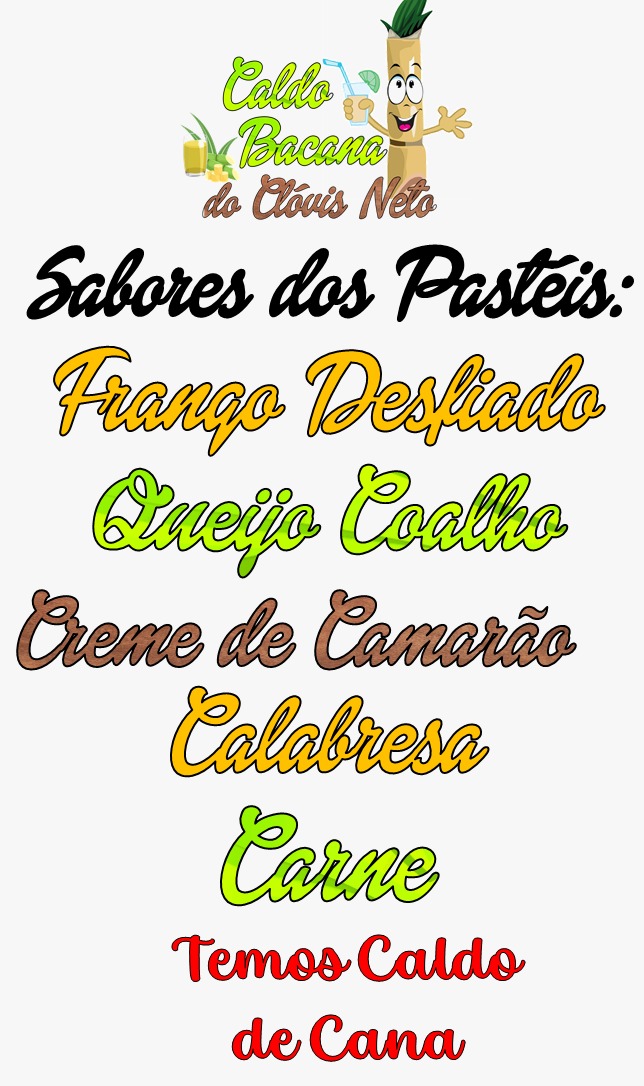 Caldo
Bacana
do Clóvis Neto
Sabores dos Pastéis:
Frango Desfiado
Queijo Coalho
Creme de Camarão
Calabresa
Carne
Temos Caldo
de Cana